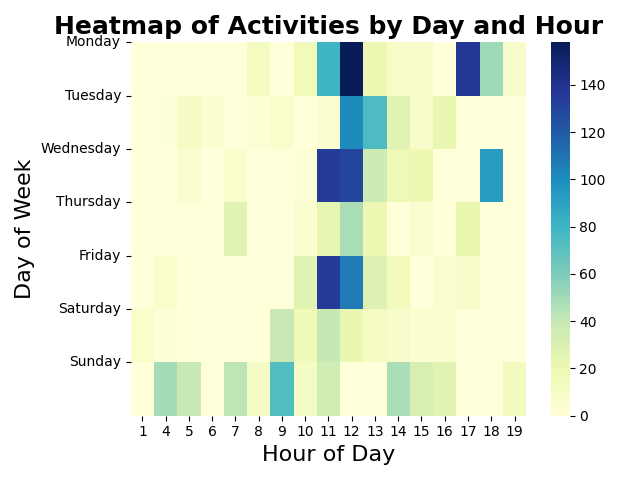 Heatmap of Activities by Day and Hour
Monday
Tuesday
Wednesday
Thursday
Friday
Saturday
Sunday
Day of Week
1 4 5 6 7 8 9 10 11 12 13 14 15 16 17 18 19
Hour of Day
140
120
100
80
60
40
20
0